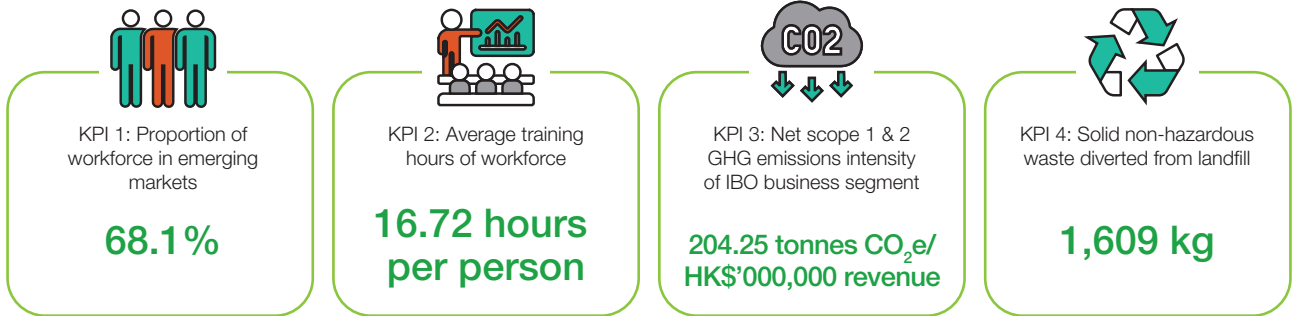 CO2
KPI 1: Proportion of
workforce in emerging
markets
68.1%
KPI 2: Average training
hours of workforce
16.72 hours
per person
KPI 3: Net scope 1 & 2
GHG emissions intensity
of IBO business segment
204.25 tonnes CO₂e/
HK$'000,000 revenue
KPI 4: Solid non-hazardous
waste diverted from landfill
1,609 kg